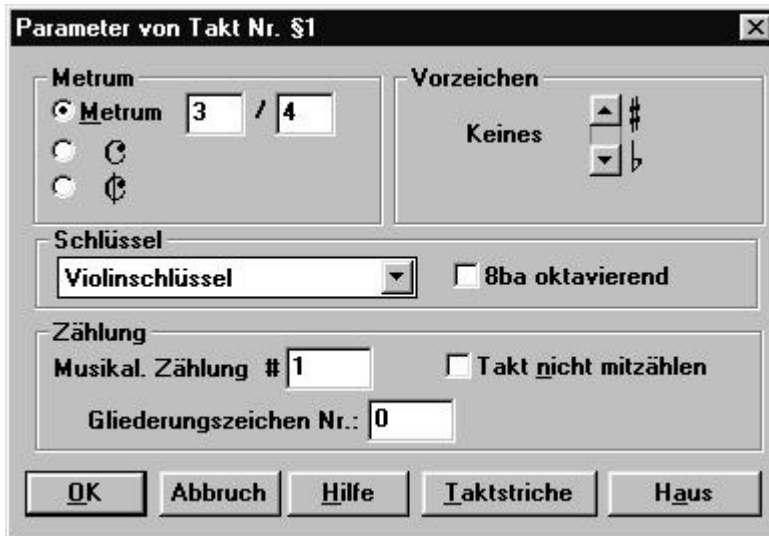 Parameter von Takt Nr. §1
Metrum
Metrum 3 / 4
C
¢
Vorzeichen
Keines
♯
♭
Schlüssel
Violinschlüssel
8ba oktavierend
Zählung
Musikal. Zählung # 1
Takt nicht mitzählen
Gliederungszeichen Nr.: 0
OK Abbruch Hilfe Taktstriche Haus